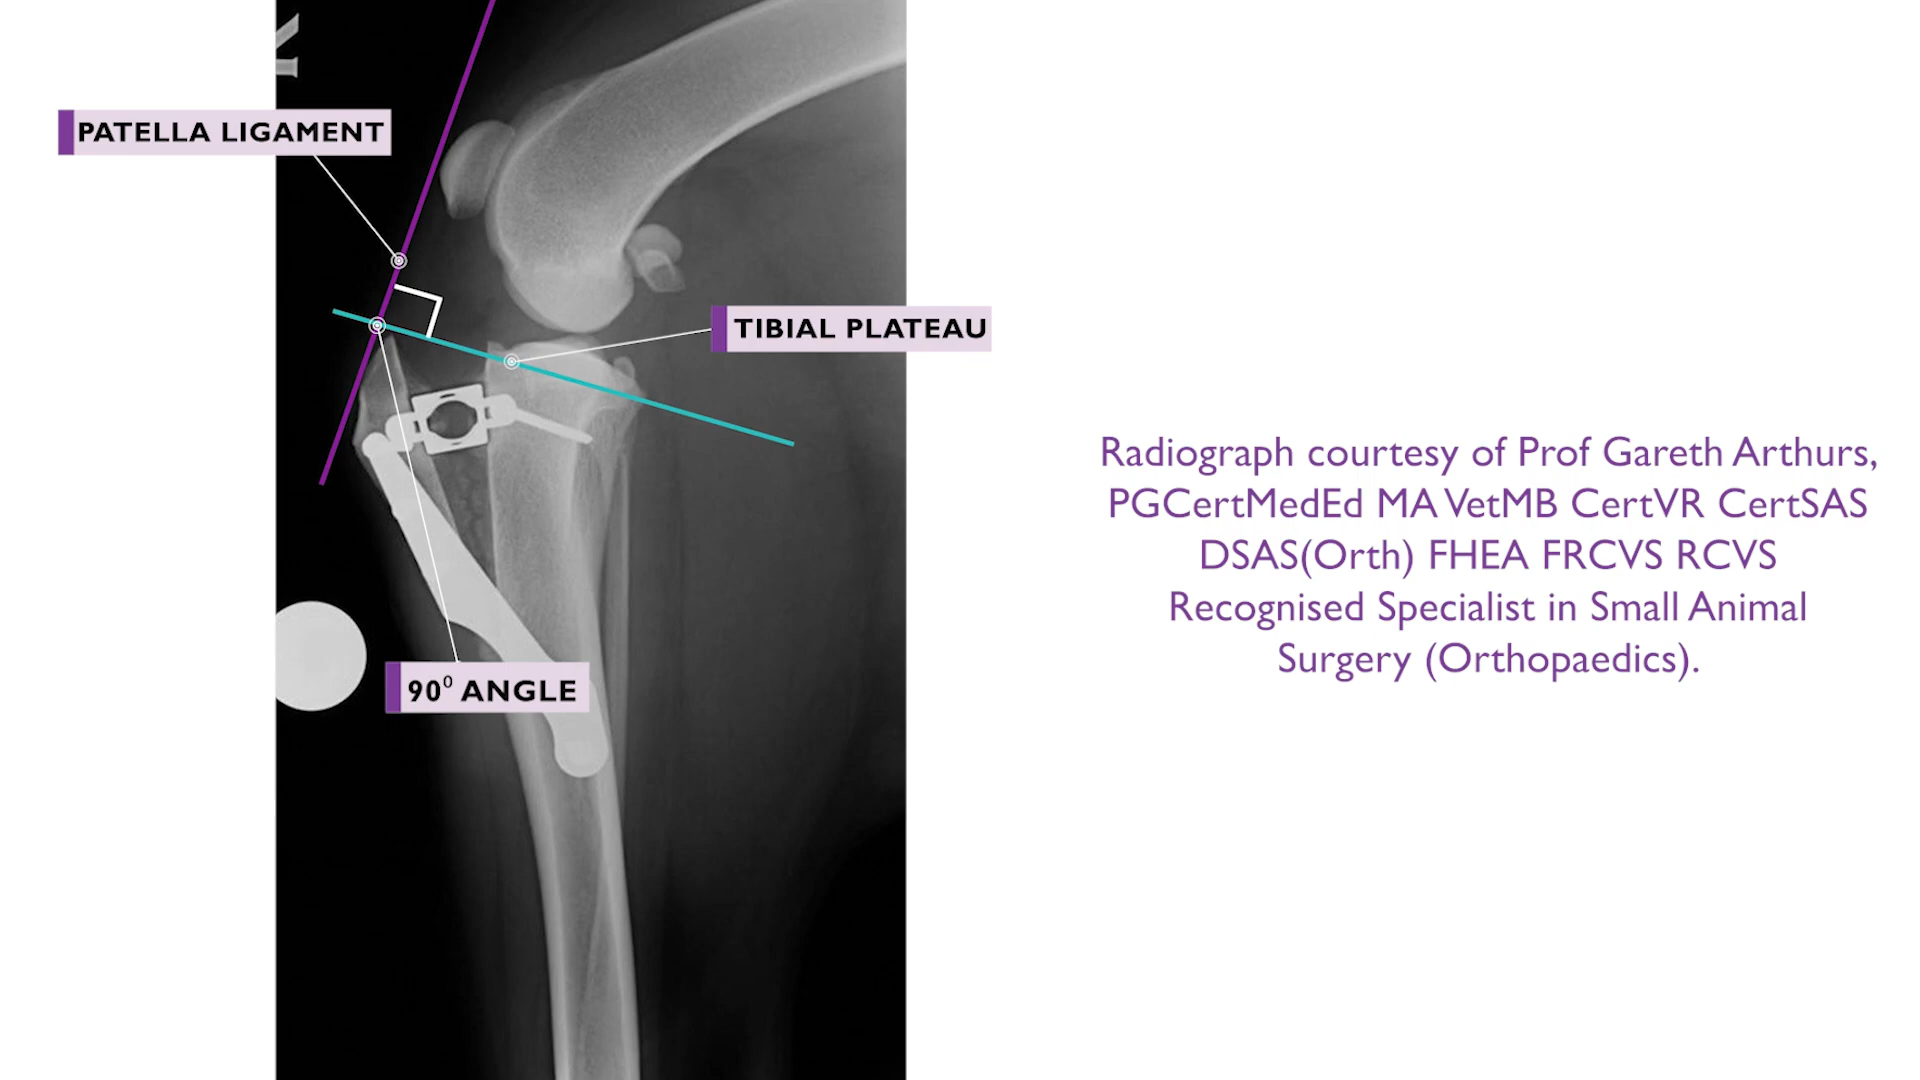 PATELLA LIGAMENT
TIBIAL PLATEAU
90⁰ ANGLE
Radiograph courtesy of Prof Gareth Arthurs,
PGCertMedEd MA VetMB CertVR CertSAS
DSAS(Orth) FHEA FRCVS RCVS
Recognised Specialist in Small Animal
Surgery (Orthopaedics).